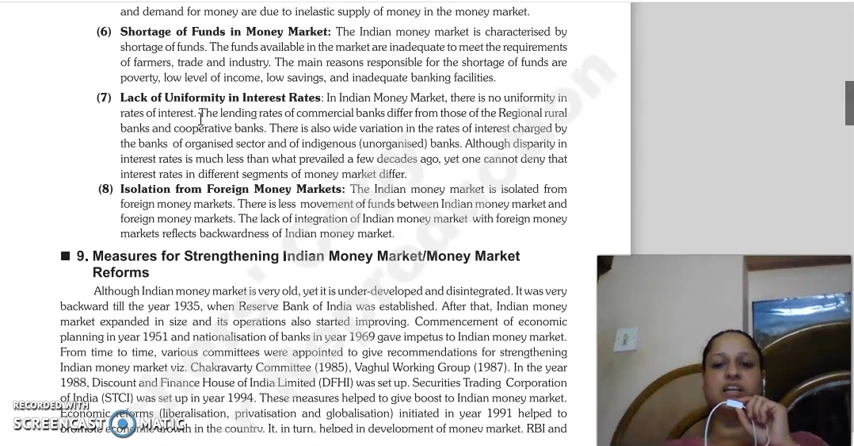 and demand for money are due to inelastic supply of money in the money market.
(6) Shortage of Funds in Money Market: The Indian money market is characterised by
shortage of funds. The funds available in the market are inadequate to meet the requirements
of farmers, trade and industry. The main reasons responsible for the shortage of funds are
poverty, low level of income, low savings, and inadequate banking facilities.
(7) Lack of Uniformity in Interest Rates: In Indian Money Market, there is no uniformity in
rates of interest. The lending rates of commercial banks differ from those of the Regional rural
banks and cooperative banks. There is also wide variation in the rates of interest charged by
the banks of organised sector and of indigenous (unorganised) banks. Although disparity in
interest rates is much less than what prevailed a few decades ago, yet one cannot deny that
interest rates in different segments of money market differ.
(8) Isolation from Foreign Money Markets: The Indian money market is isolated from
foreign money markets. There is less movement of funds between Indian money market and
foreign money markets. The lack of integration of Indian money market with foreign money
markets reflects backwardness of Indian money market.
■ 9. Measures for Strengthening Indian Money Market/Money Market
Reforms
Although Indian money market is very old, yet it is under-developed and disintegrated. It was very
backward till the year 1935, when Reserve Bank of India was established. After that, Indian money
market expanded in size and its operations also started improving. Commencement of economic
planning in year 1951 and nationalisation of banks in year 1969 gave impetus to Indian money market.
From time to time, various committees were appointed to give recommendations for strengthening
Indian money market viz. Chakravarty Committee (1985), Vaghul Working Group (1987). In the year
1988, Discount and Finance House of India Limited (DFHI) was set up. Securities Trading Corporation
of India (STCI) was set up in year 1994. These measures helped to give boost to Indian money market.
Economic reforms (liberalisation, privatisation and globalisation) initiated in year 1991 helped to
promote economic growth in the country. It, in turn, helped in development of money market. RBI and
RECORDED WITH
SCREENCAST MATIC